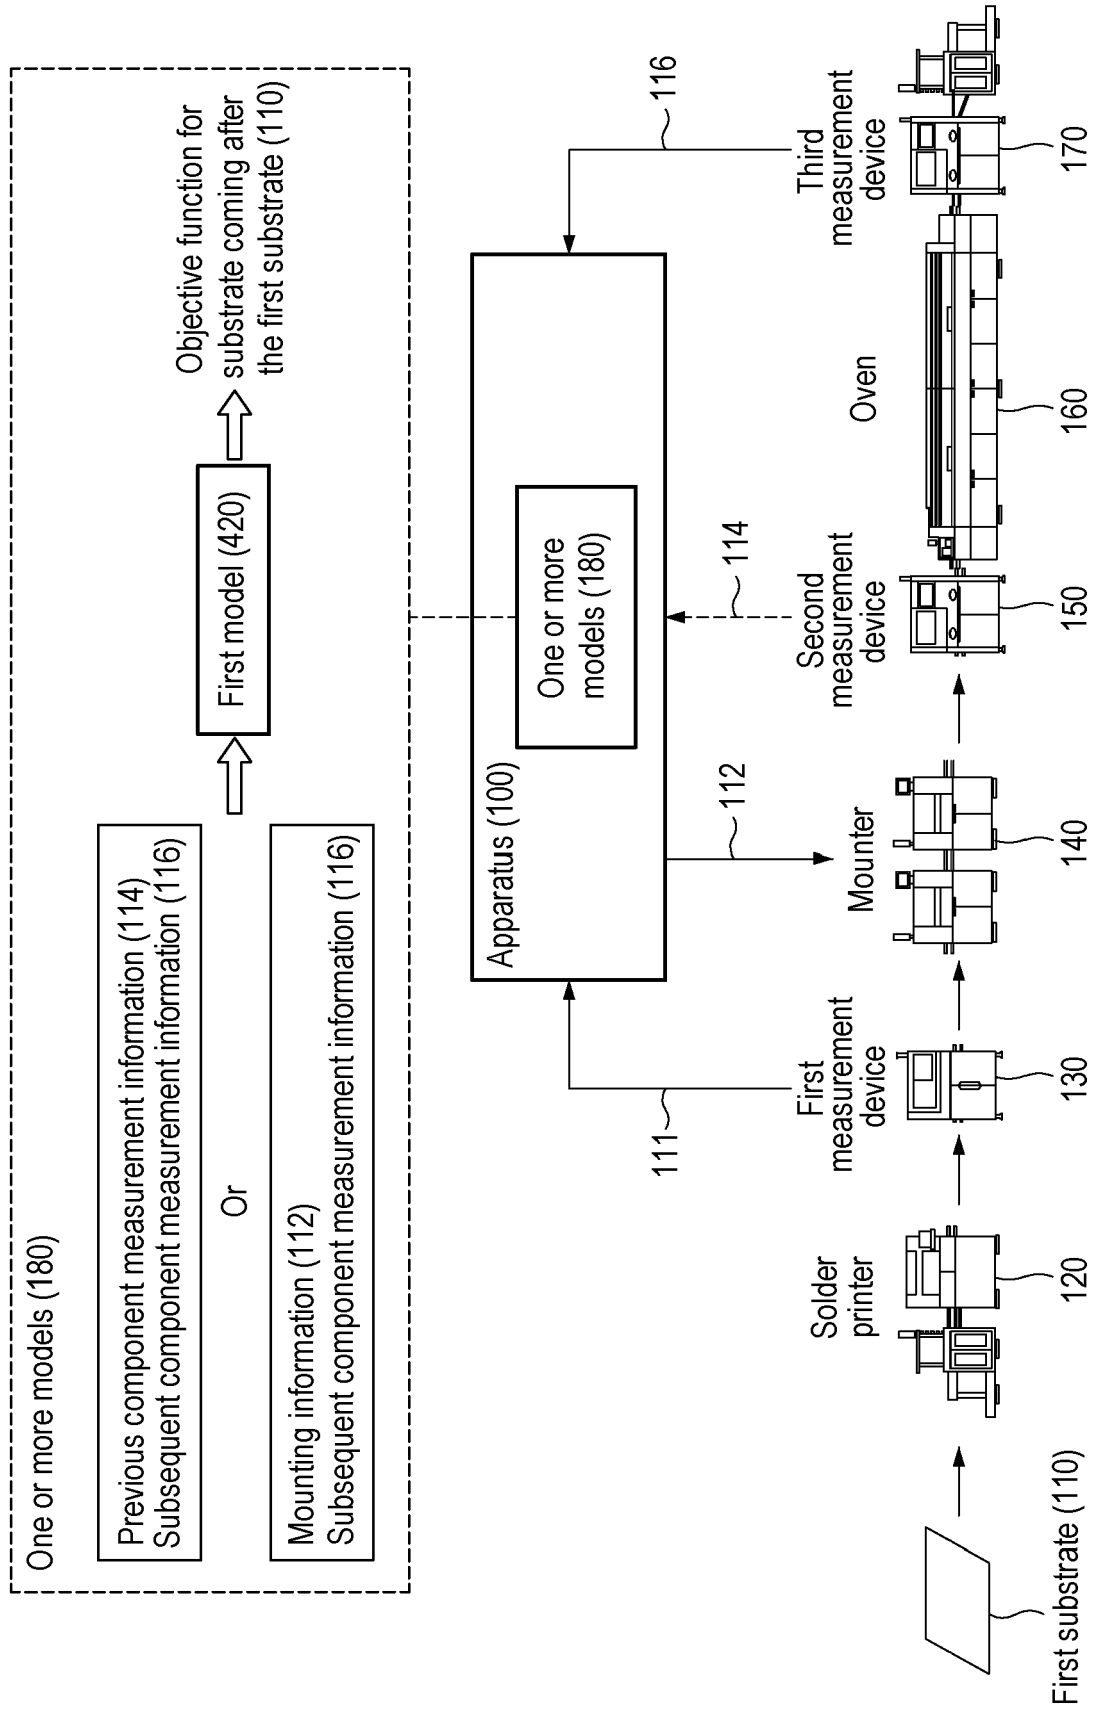 One or more models (180)
Previous component measurement information (114)
Subsequent component measurement information (116)
Or
Mounting information (112)
Subsequent component measurement information (116)
First model (420)
Objective function for
substrate coming after
the first substrate (110)
Apparatus (100)
One or more
models (180)
111
112
114
116
First substrate (110)
Solder
printer
120
First
measurement
device
130
Mounter
140
Second
measurement
device
150
Oven
160
Third
measurement
device
170